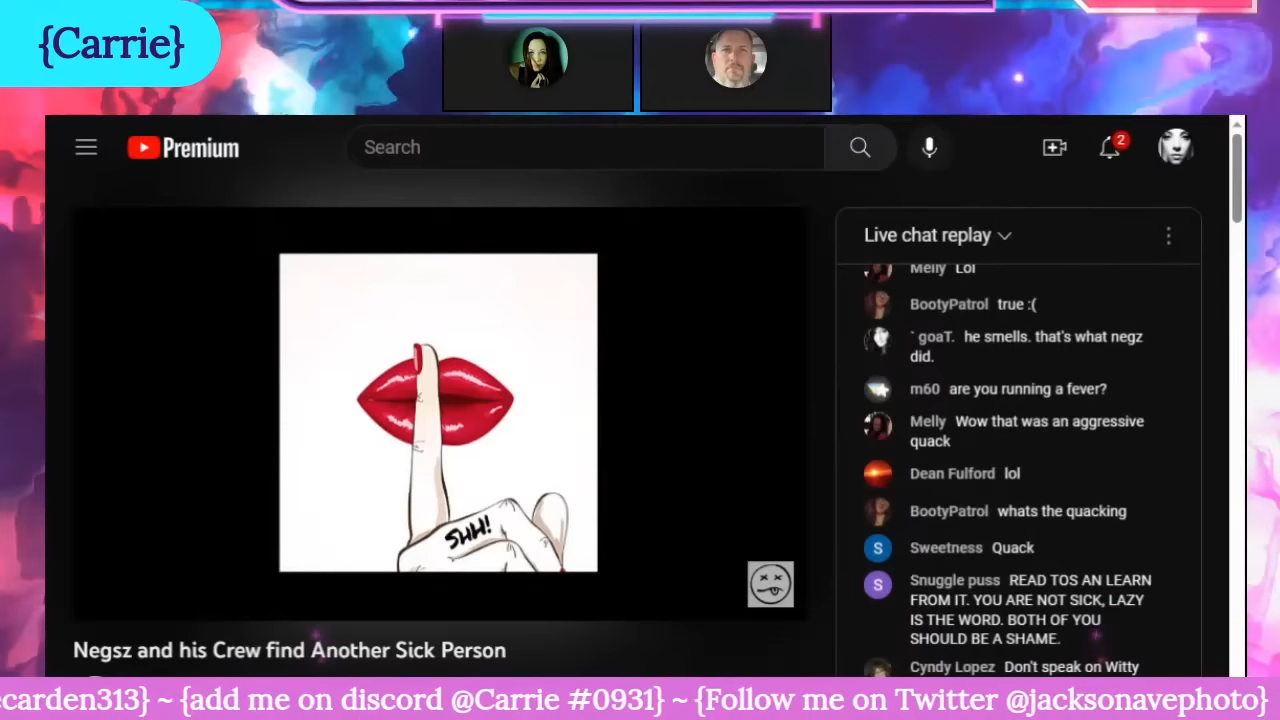 {Carrie}
Premium
Search
2
Live chat replay
Melly Lol
BootyPatrol true :(
` goaT. he smells. that's what negz
did.
m60 are you running a fever?
Melly Wow that was an aggressive
quack
Dean Fulford lol
BootyPatrol whats the quacking
S Sweetness Quack
S Snuggle puss READ TOS AN LEARN
FROM IT. YOU ARE NOT SICK, LAZY
IS THE WORD. BOTH OF YOU
SHOULD BE A SHAME.
Cyndy Lopez Don't speak on Witty
SHH!
Negsz and his Crew find Another Sick Person
ecarden313} ~ {add me on discord @Carrie #0931} ~ {Follow me on Twitter @jacksonavephoto}